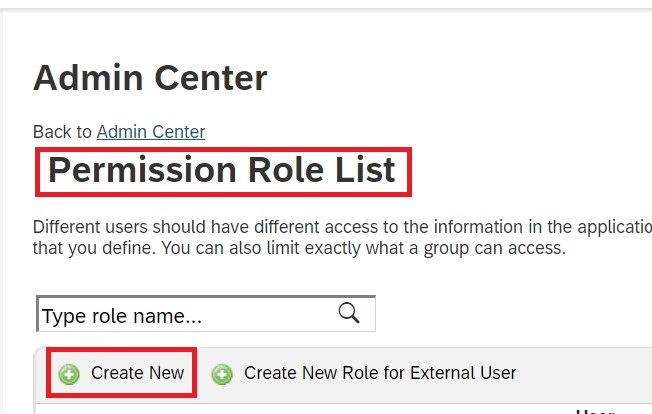 Admin Center
Back to Admin Center
Permission Role List
Different users should have different access to the information in the
that you define. You can also limit exactly what a group can access.
Type role name...
Create New Create New Role for External User
User